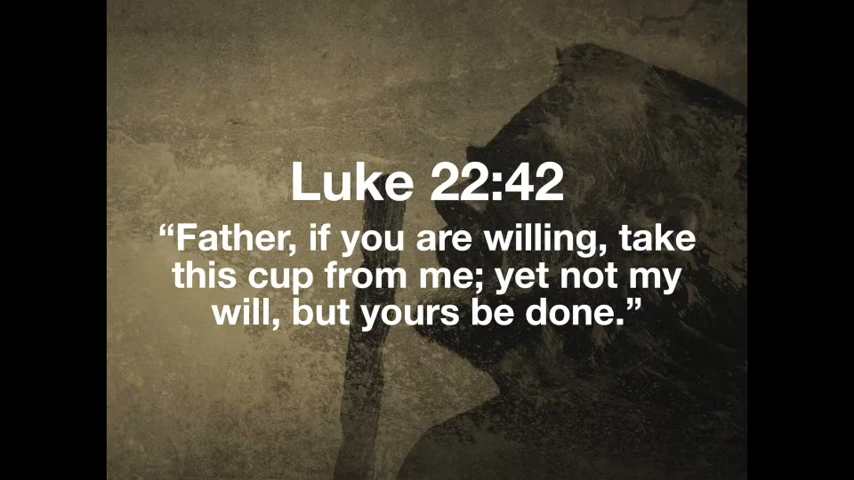 Luke 22:42
“Father, if you are willing, take
this cup from me; yet not my
will, but yours be done.”